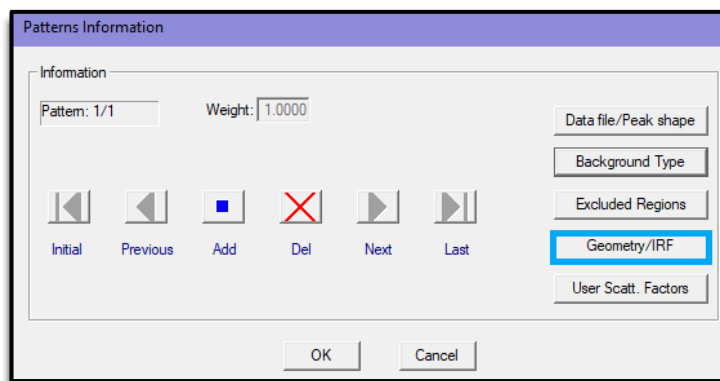 Patterns Information
Information
Pattern: 1/1
Weight: 1.0000
Data file/Peak shape
Background Type
Excluded Regions
Geometry/IRF
User Scatt. Factors
Initial Previous Add Del Next Last
OK Cancel